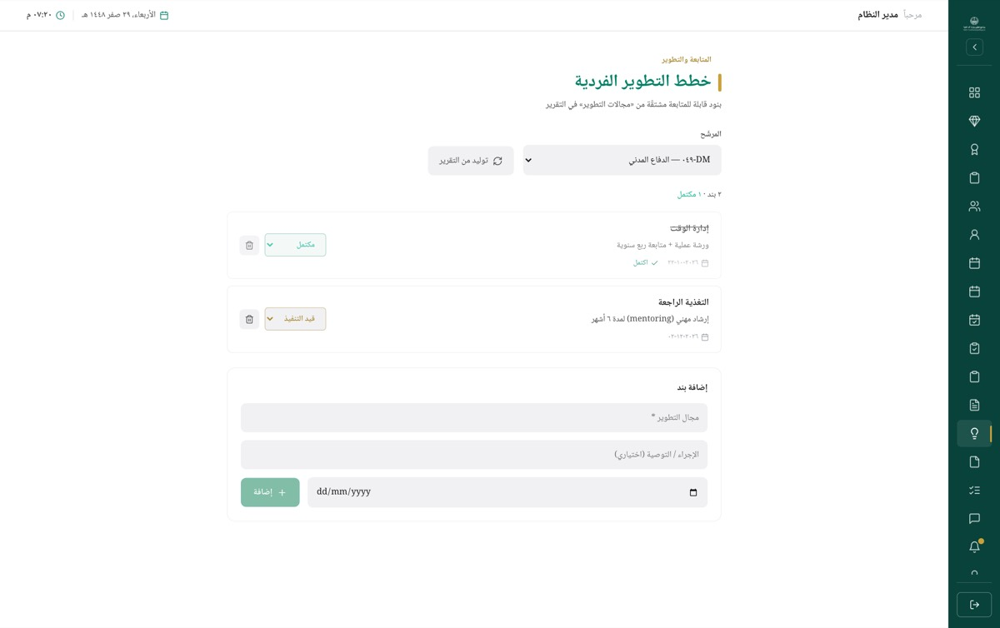 مرحباً مدير النظام
الأربعاء، ٢٩ صفر ١٤٤٨ هـ
٠٧:٢٠ م
المتابعة والتطوير
خطط التطوير الفردية
بنود قابلة للمتابعة مشتقّة من «مجالات التطوير» في التقرير
المرشّح
DM-٠٤٩ — الدفاع المدني
توليد من التقرير
٢ بند · ١ مكتمل
إدارة الوقت
ورشة عملية + متابعة ربع سنوية
مكتمل
٢٠٢٦-١٠-٢٢
اكتمل
التغذية الراجعة
إرشاد مهني (mentoring) لمدة ٦ أشهر
قيد التنفيذ
٢٠٢٦-١٢-٠٢
إضافة بند
مجال التطوير *
الإجراء / التوصية (اختياري)
dd/mm/yyyy
إضافة